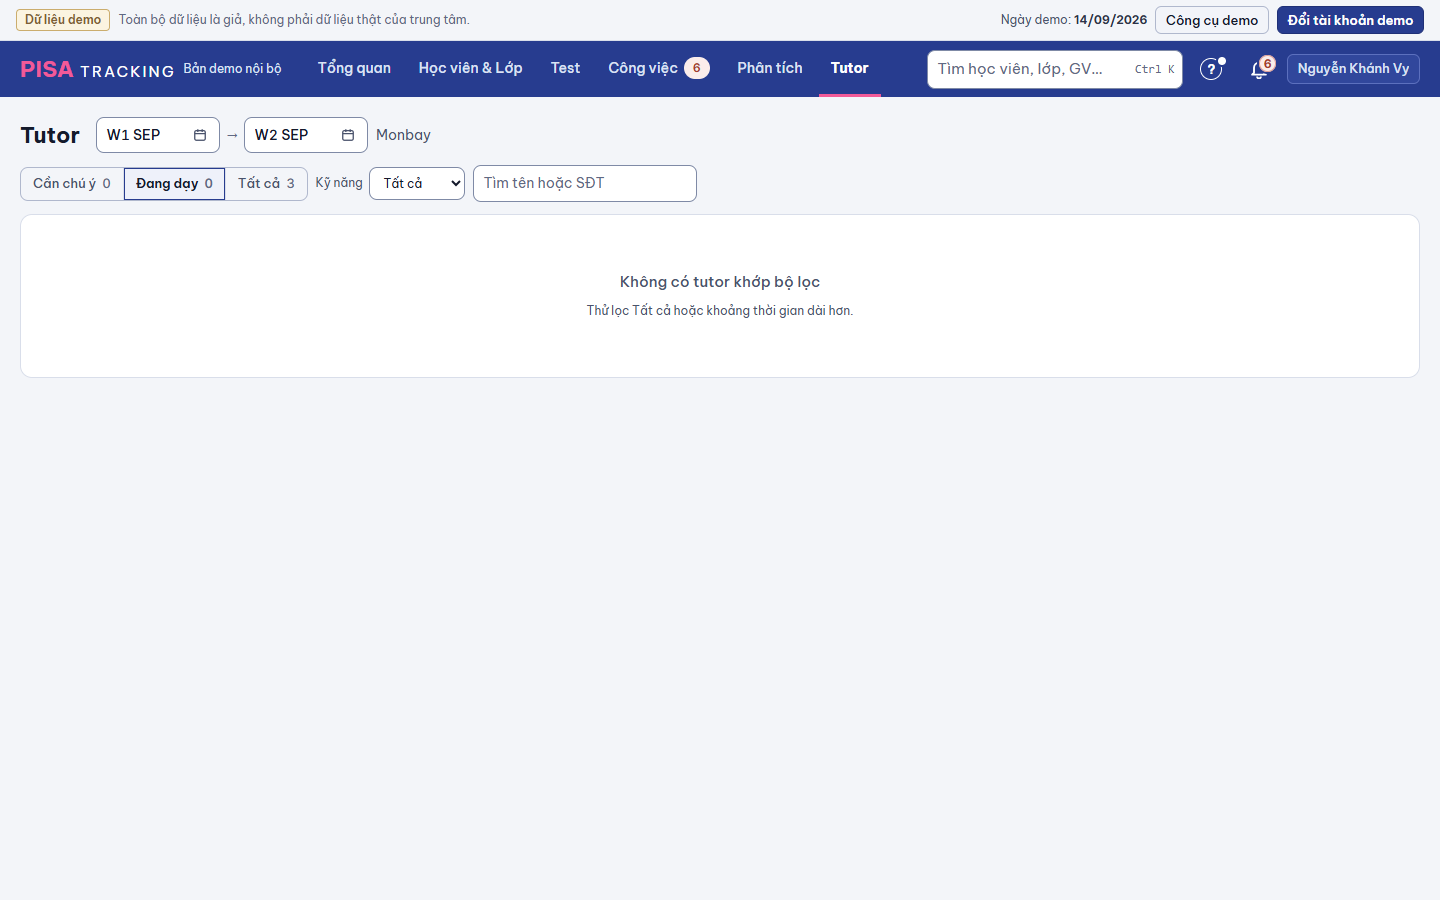 Dữ liệu demo Toàn bộ dữ liệu là giả, không phải dữ liệu thật của trung tâm. Ngày demo: 14/09/2026 Công cụ demo Đổi tài khoản demo
PISA TRACKING Bản demo nội bộ Tổng quan Học viên & Lớp Test Công việc 6 Phân tích Tutor Tìm học viên, lớp, GV... Ctrl K ? 6 Nguyễn Khánh Vy
Tutor W1 SEP → W2 SEP Monbay
Cần chú ý 0 Đang dạy 0 Tất cả 3 Kỹ năng Tất cả Tìm tên hoặc SĐT
Không có tutor khớp bộ lọc
Thử lọc Tất cả hoặc khoảng thời gian dài hơn.